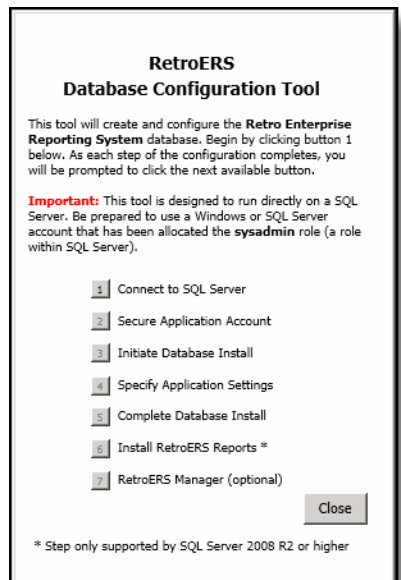 RetroERS
Database Configuration Tool
This tool will create and configure the Retro Enterprise
Reporting System database. Begin by clicking button 1
below. As each step of the configuration completes, you
will be prompted to click the next available button.
Important: This tool is designed to run directly on a SQL
Server. Be prepared to use a Windows or SQL Server
account that has been allocated the sysadmin role (a role
within SQL Server).
1 Connect to SQL Server
2 Secure Application Account
3 Initiate Database Install
4 Specify Application Settings
5 Complete Database Install
6 Install RetroERS Reports *
7 RetroERS Manager (optional)
Close
* Step only supported by SQL Server 2008 R2 or higher